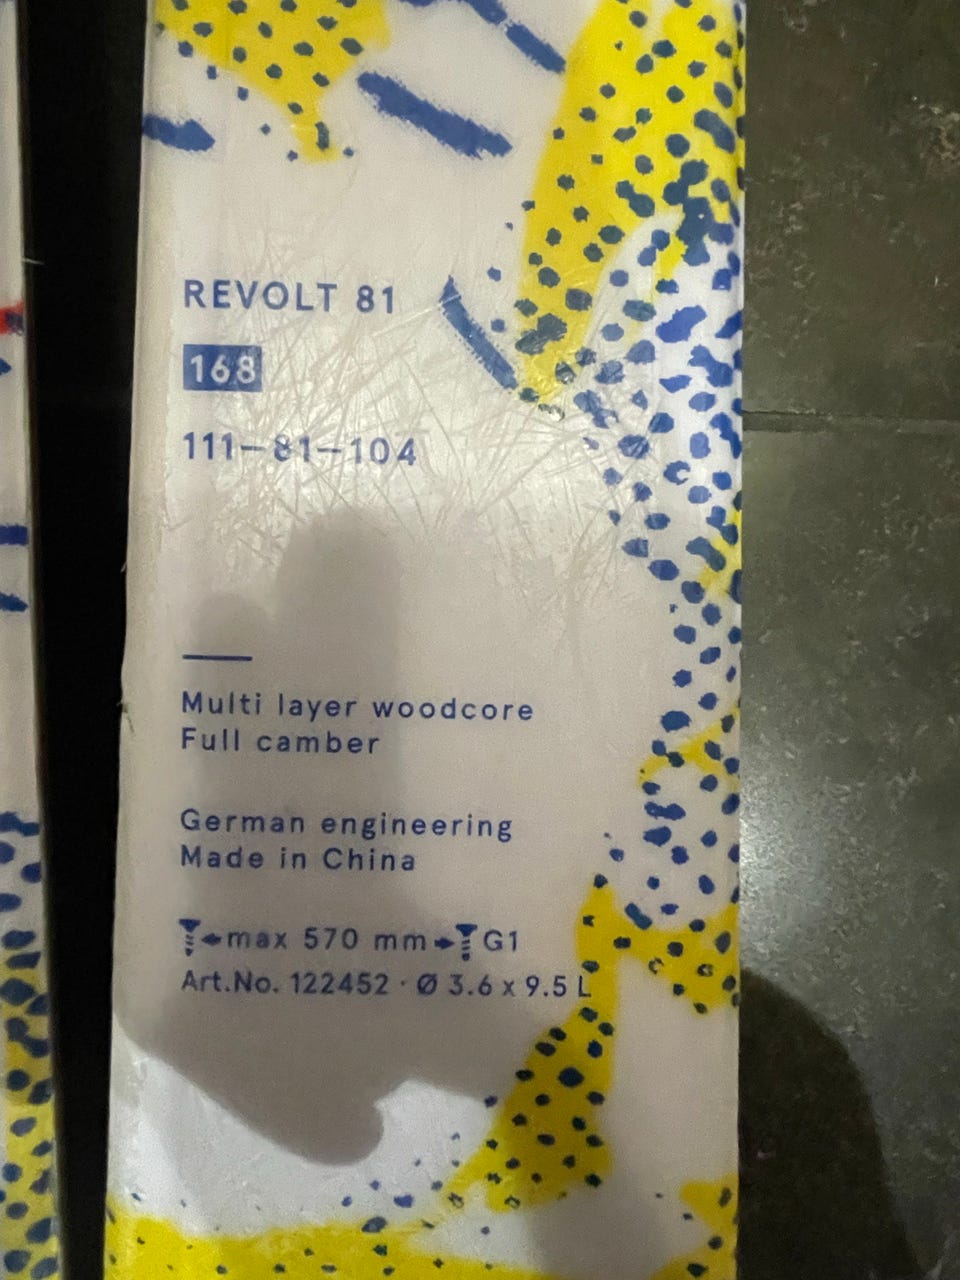 REVOLT 81
168
111–81–104
Multi layer woodcore
Full camber
German engineering
Made in China
max 570 mm G1
Art.No. 122452 · Ø 3.6 x 9.5 L